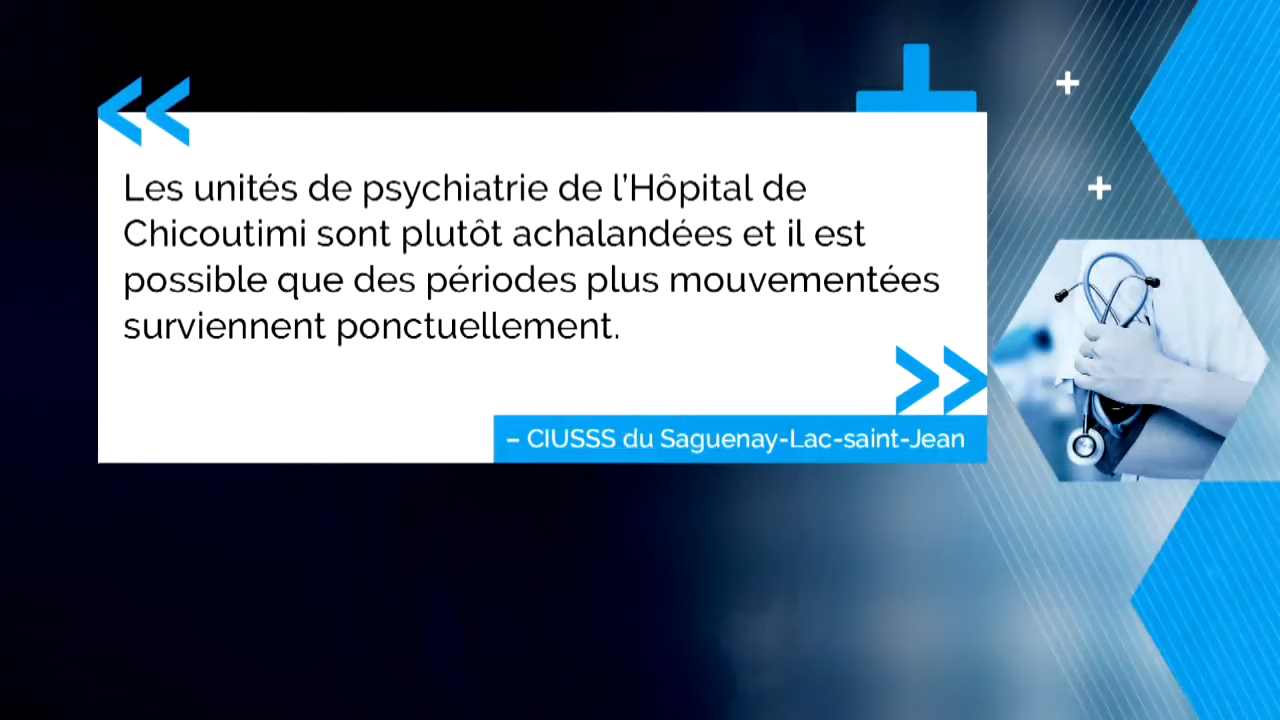 Les unités de psychiatrie de l'Hôpital de
Chicoutimi sont plutôt achalandées et il est
possible que des périodes plus mouvementées
surviennent ponctuellement.
– CIUSSS du Saguenay-Lac-saint-Jean